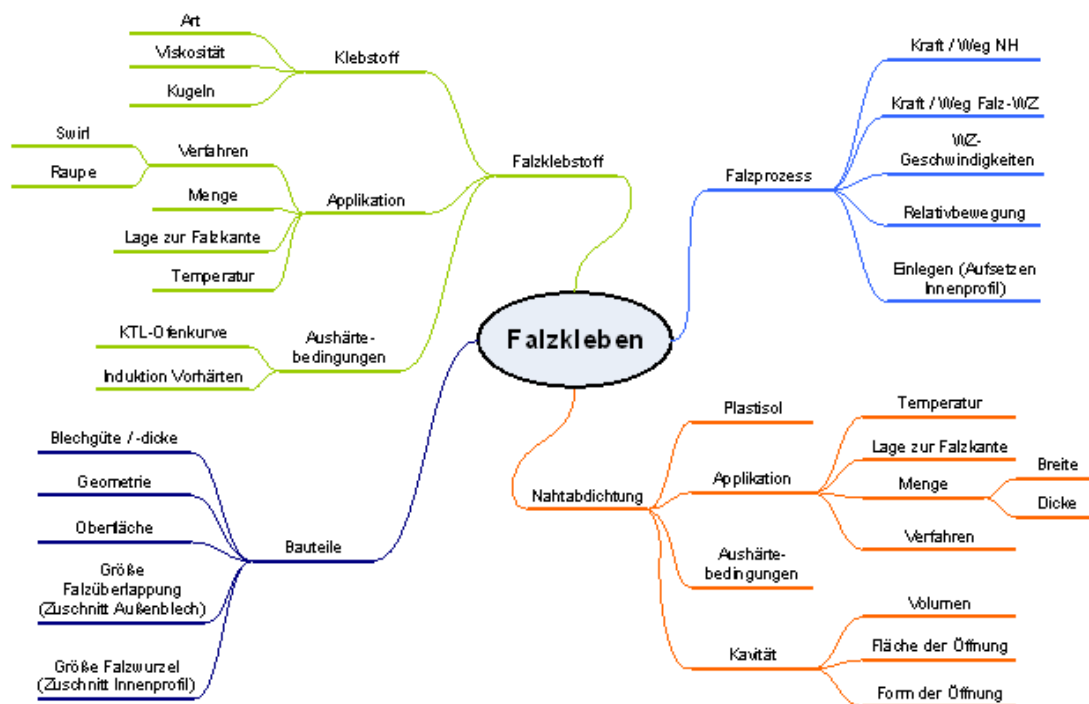 Art
Viskosität
Kugeln
Klebstoff
Swirl
Raupe
Verfahren
Menge
Lage zur Falzkante
Temperatur
Applikation
KTL-Ofenkurve
Induktion Vorhärten
Aushärte-
bedingungen
Falzklebstoff
Kraft / Weg NH
Kraft / Weg Falz-WZ
WZ-
Geschwindigkeiten
Relativbewegung
Einlegen (Aufsetzen
Innenprofil)
Falzprozess
Falzkleben
Blechgüte / -dicke
Geometrie
Oberfläche
Größe
Falzüberlappung
(Zuschnitt Außenblech)
Größe Falzwurzel
(Zuschnitt Innenprofil)
Bauteile
Nahtabdichtung
Plastisol
Applikation
Temperatur
Lage zur Falzkante
Menge
Breite
Dicke
Verfahren
Aushärte-
bedingungen
Kavität
Volumen
Fläche der Öffnung
Form der Öffnung